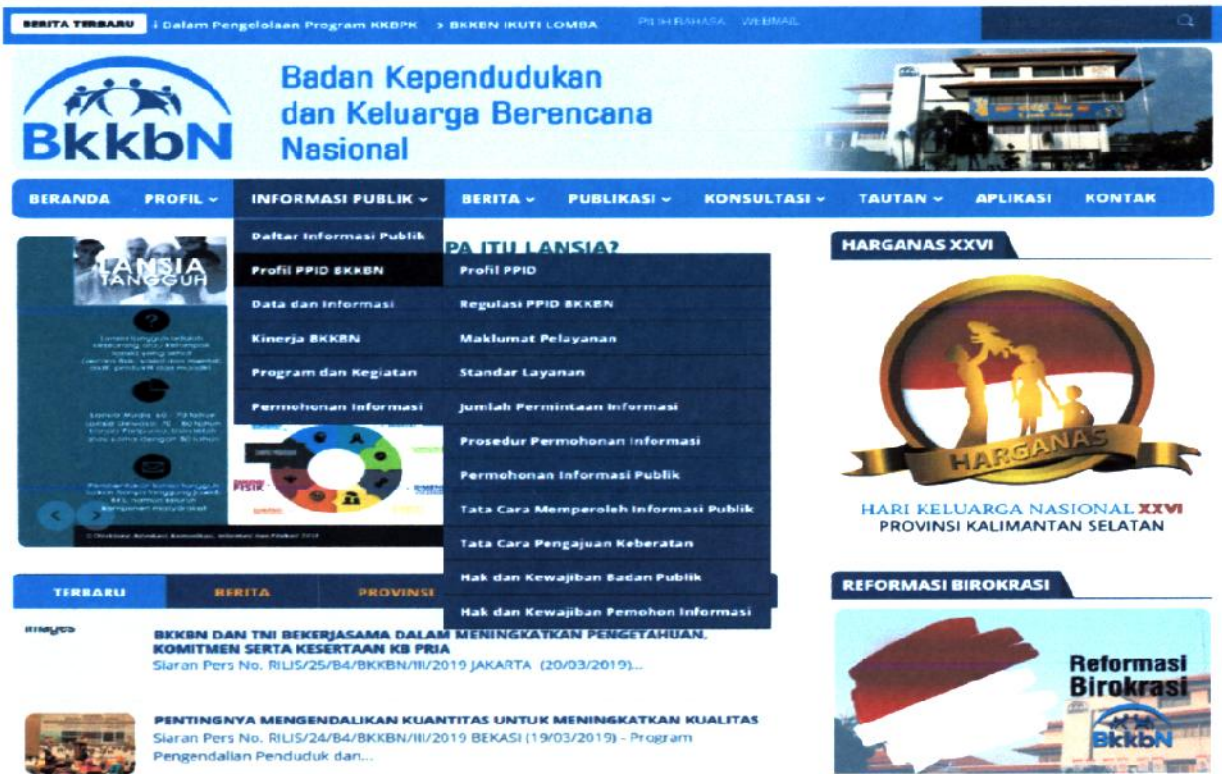 BERITA TERBARU
i Dalam Pengelolaan Program KKBPK > BKKBN IKUTI LOMBA
PILIH BAHASA WEBMAIL
BkkbN
Badan Kependudukan
dan Keluarga Berencana
Nasional
BERANDA PROFIL INFORMASI PUBLIK BERITA PUBLIKASI KONSULTASI TAUTAN APLIKASI KONTAK
LANSIA
TANGGUH
PA ITU LANSIA?
Daftar Informasi Publik
Profil PPID BKKBN
Data dan Informasi
Kinerja BKKBN
Program dan Kegiatan
Permohonan Informasi
Profil PPID
Regulasi PPID BKKBN
Maklumat Pelayanan
Standar Layanan
Jumlah Permintaan Informasi
Prosedur Permohonan Informasi
Permohonan Informasi Publik
Tata Cara Memperoleh Informasi Publik
Tata Cara Pengajuan Keberatan
Hak dan Kewajiban Badan Publik
Hak dan Kewajiban Pemohon Informasi
FISIK
HARGANAS XXVI
HARGANAS
HARI KELUARGA NASIONAL XXVI
PROVINSI KALIMANTAN SELATAN
TERBARU BERITA PROVINSI
images
BKKBN DAN TNI BEKERJASAMA DALAM MENINGKATKAN PENGETAHUAN,
KOMITMEN SERTA KESERTAAN KB PRIA
Siaran Pers No. RILIS/25/B4/BKKBN/III/2019 JAKARTA (20/03/2019)...
PENTINGNYA MENGENDALIKAN KUANTITAS UNTUK MENINGKATKAN KUALITAS
Siaran Pers No. RILIS/24/B4/BKKBN/III/2019 BEKASI (19/03/2019) - Program
Pengendalian Penduduk dan...
REFORMASI BIROKRASI
Reformasi
Birokrasi
BkkbN